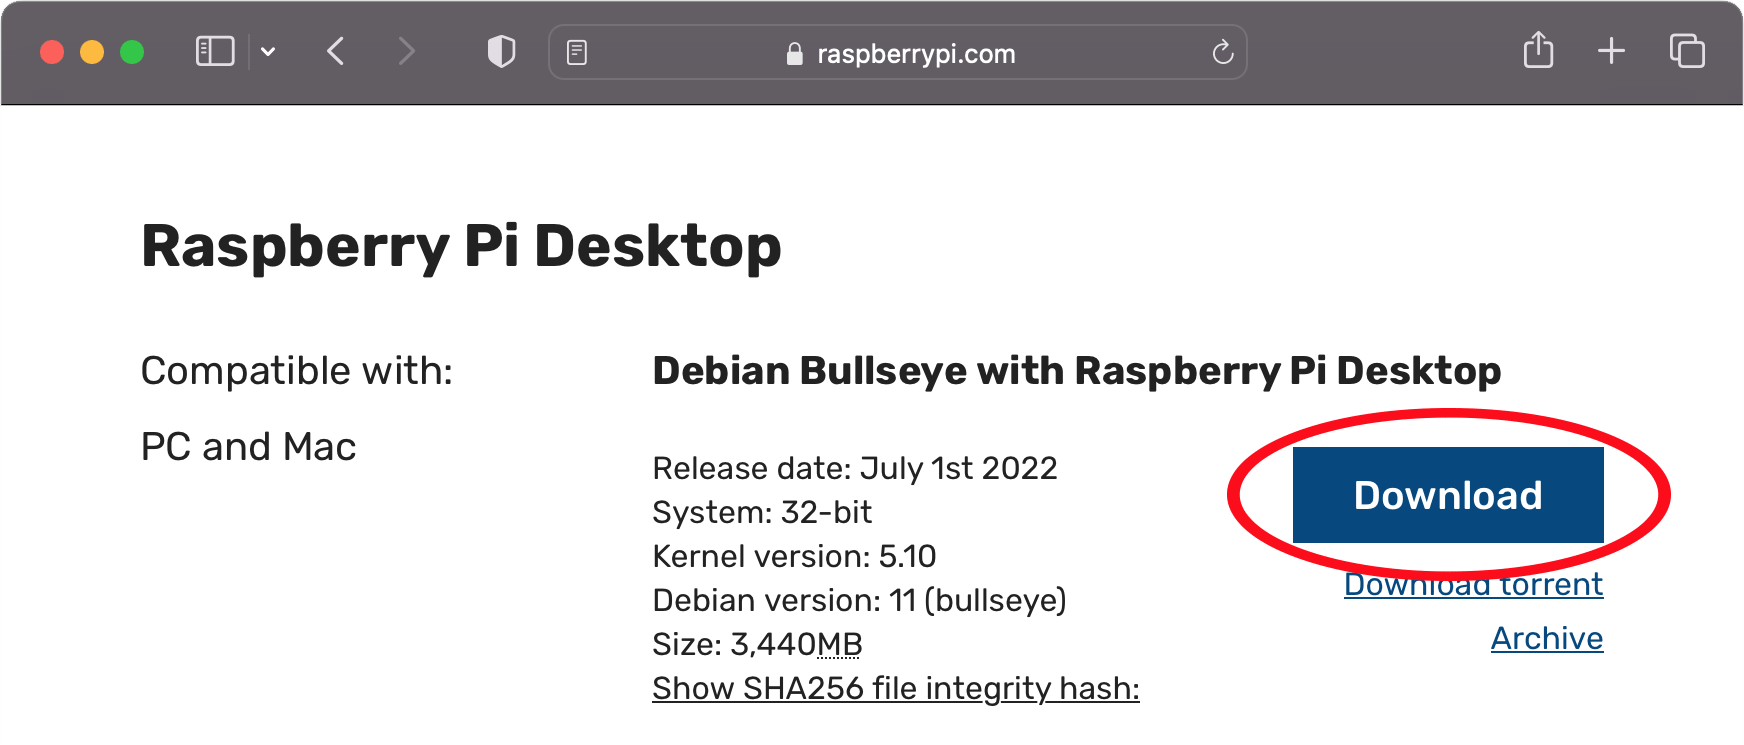 raspberrypi.com
Raspberry Pi Desktop
Compatible with:
PC and Mac
Debian Bullseye with Raspberry Pi Desktop
Release date: July 1st 2022
System: 32-bit
Kernel version: 5.10
Debian version: 11 (bullseye)
Size: 3,440MB
Show SHA256 file integrity hash:
Download
Download torrent
Archive